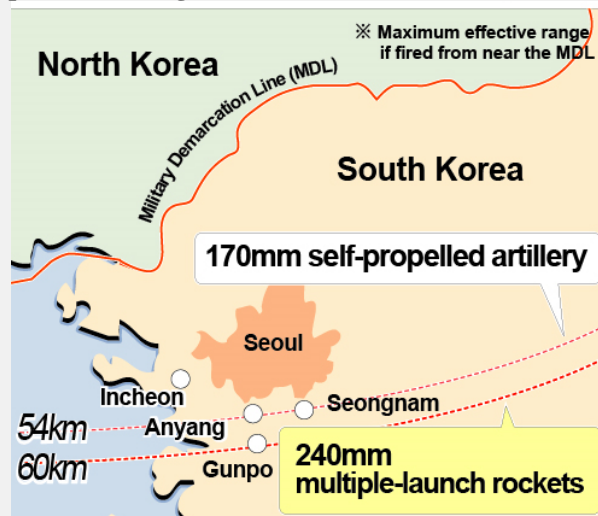 ※ Maximum effective range
if fired from near the MDL
North Korea
Military Demarcation Line (MDL)
South Korea
170mm self-propelled artillery
Seoul
Incheon
Seongnam
54km
Anyang
60km
Gunpo
240mm
multiple-launch rockets